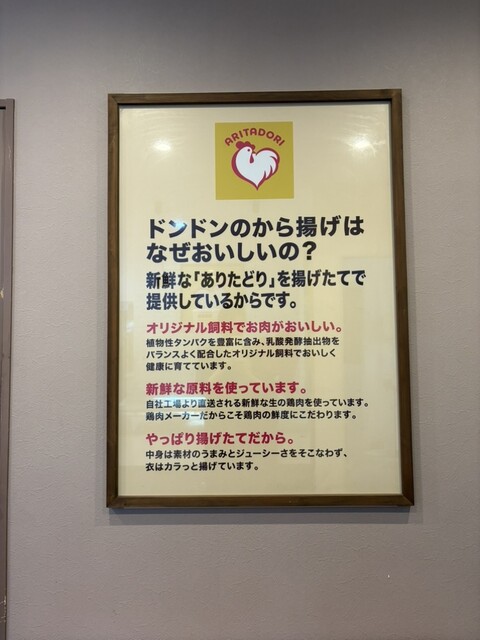 ARITADORI
ドンドンのから揚げは
なぜおいしいの？
新鮮な「ありたどり」を揚げたてで
提供しているからです。
オリジナル飼料でお肉がおいしい。
植物性タンパクを豊富に含み、乳酸発酵抽出物を
バランスよく配合したオリジナル飼料でおいしく
健康に育てています。
新鮮な原料を使っています。
自社工場より直送される新鮮な生の鶏肉を使っています。
鶏肉メーカーだからこそ鶏肉の鮮度にこだわります。
やっぱり揚げたてだから。
中身は素材のうまみとジューシーさをそこなわず、
衣はカラっと揚げています。